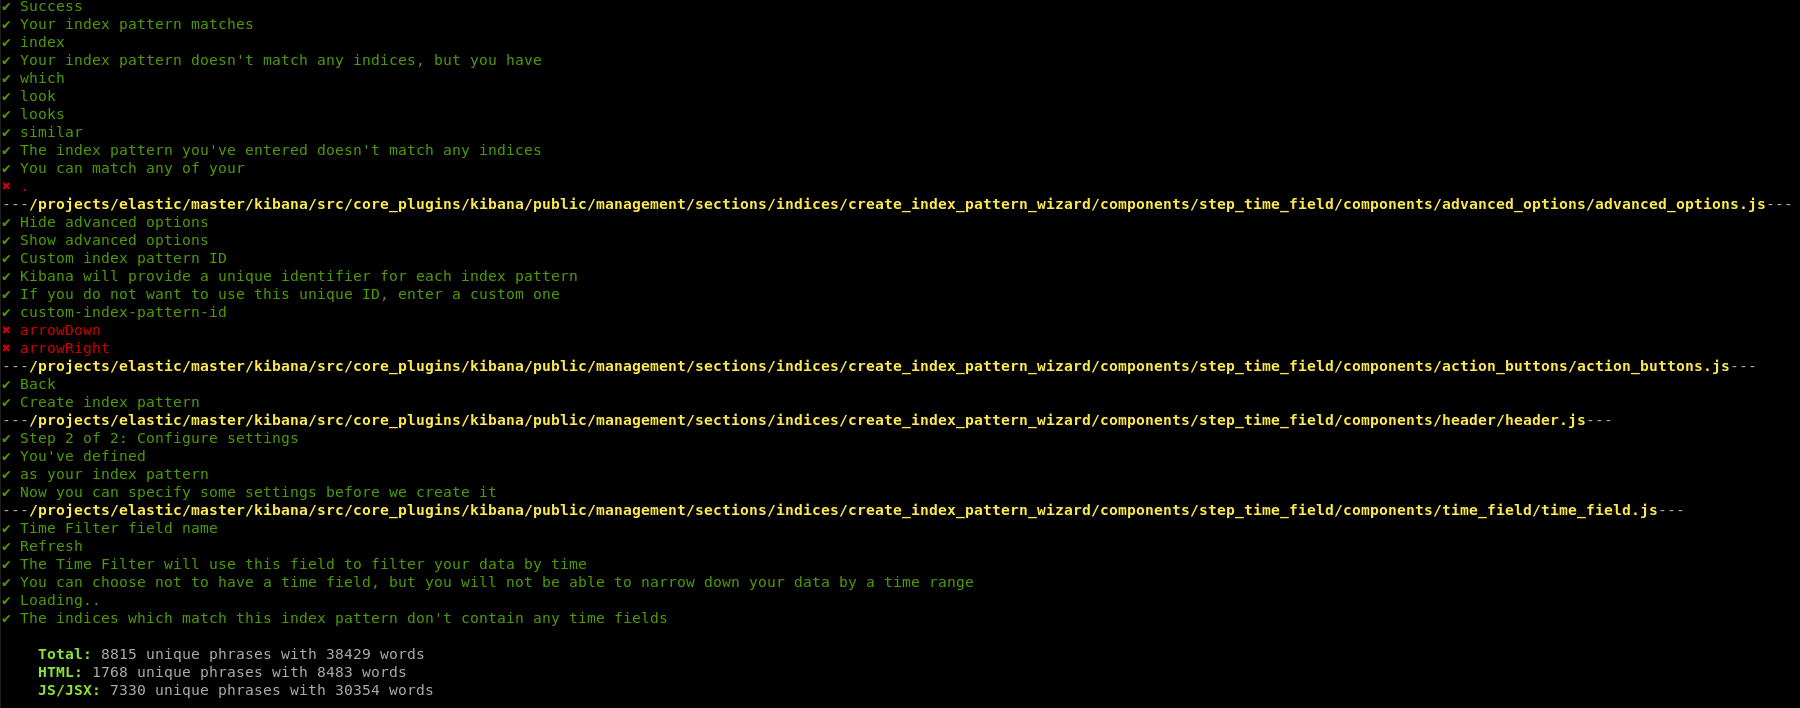 ✔ Success
✔ Your index pattern matches
✔ index
✔ Your index pattern doesn't match any indices, but you have
✔ which
✔ look
✔ looks
✔ similar
✔ The index pattern you've entered doesn't match any indices
✔ You can match any of your
✖ .
---/projects/elastic/master/kibana/src/core_plugins/kibana/public/management/sections/indices/create_index_pattern_wizard/components/step_time_field/components/advanced_options/advanced_options.js---
✔ Hide advanced options
✔ Show advanced options
✔ Custom index pattern ID
✔ Kibana will provide a unique identifier for each index pattern
✔ If you do not want to use this unique ID, enter a custom one
✔ custom-index-pattern-id
✖ arrowDown
✖ arrowRight
---/projects/elastic/master/kibana/src/core_plugins/kibana/public/management/sections/indices/create_index_pattern_wizard/components/step_time_field/components/action_buttons/action_buttons.js---
✔ Back
✔ Create index pattern
---/projects/elastic/master/kibana/src/core_plugins/kibana/public/management/sections/indices/create_index_pattern_wizard/components/step_time_field/components/header/header.js---
✔ Step 2 of 2: Configure settings
✔ You've defined
✔ as your index pattern
✔ Now you can specify some settings before we create it
---/projects/elastic/master/kibana/src/core_plugins/kibana/public/management/sections/indices/create_index_pattern_wizard/components/step_time_field/components/time_field/time_field.js---
✔ Time Filter field name
✔ Refresh
✔ The Time Filter will use this field to filter your data by time
✔ You can choose not to have a time field, but you will not be able to narrow down your data by a time range
✔ Loading..
✔ The indices which match this index pattern don't contain any time fields
Total: 8815 unique phrases with 38429 words
HTML: 1768 unique phrases with 8483 words
JS/JSX: 7330 unique phrases with 30354 words